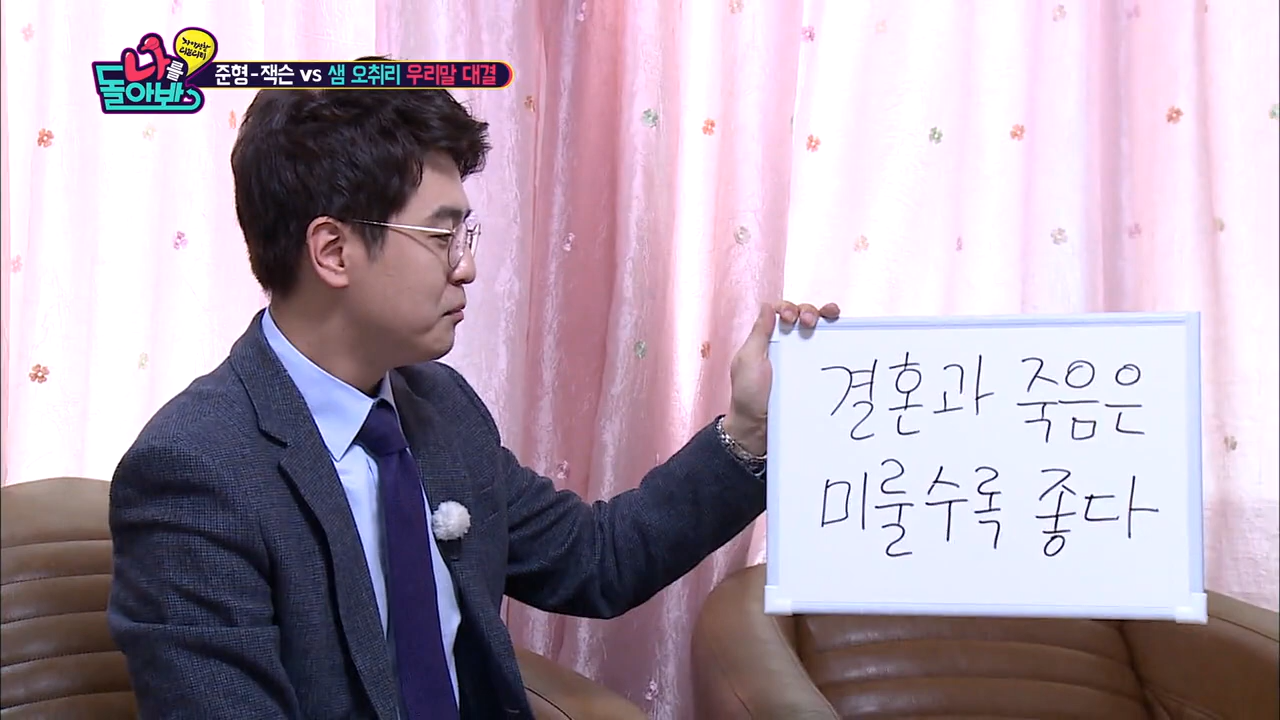 나를
돌아봐
준형-잭슨 vs 샘 오취리 우리말 대결
결혼과 죽음은
미룰수록 좋다